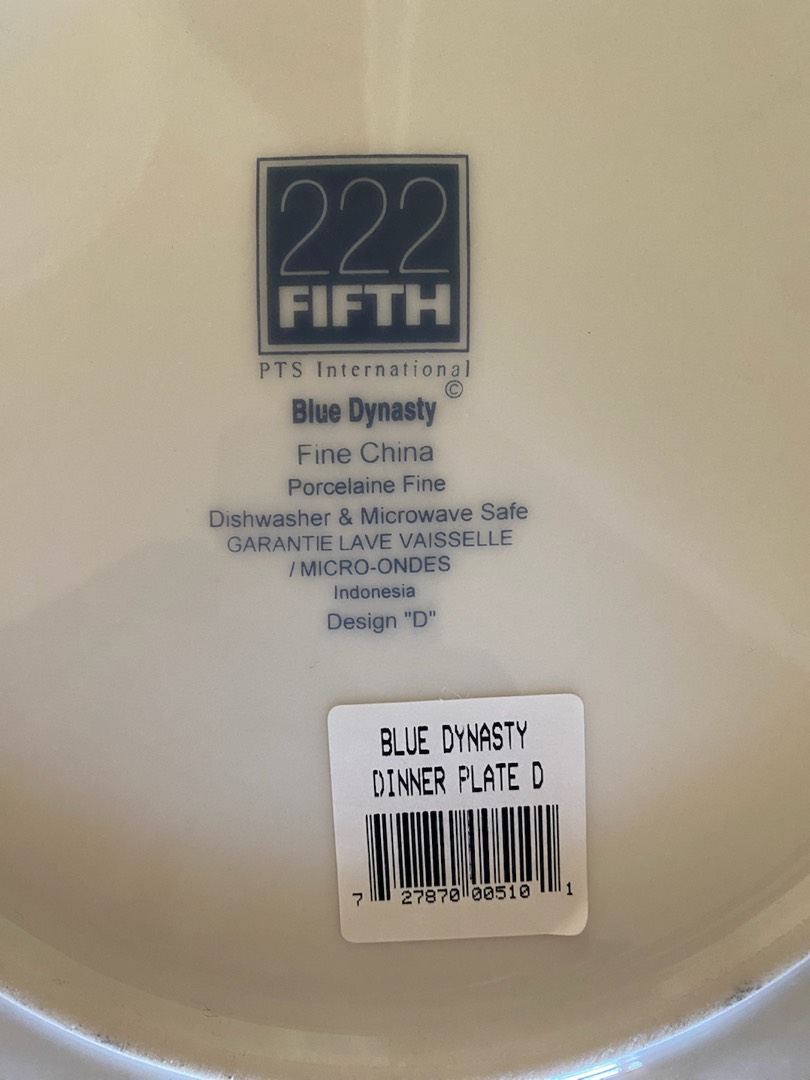 222
FIFTH
PTS International
©
Blue Dynasty
Fine China
Porcelaine Fine
Dishwasher & Microwave Safe
GARANTIE LAVE VAISSELLE
/ MICRO-ONDES
Indonesia
Design "D"
BLUE DYNASTY
DINNER PLATE D
7 27870 00510 1